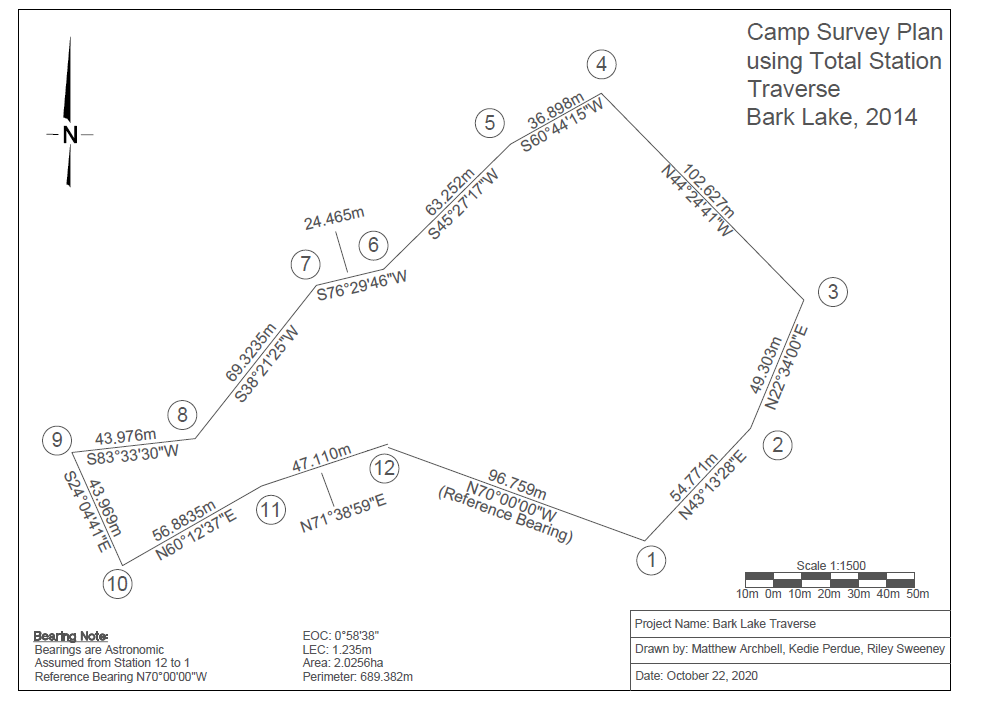 Camp Survey Plan
using Total Station
Traverse
Bark Lake, 2014
N
4
36.898m
S60°44'15"W
5
63.252m
S45°27'17"W
102.627m
N44°24'41"W
24.465m
6
7
S76°29'46"W
3
69.3235m
S38°21'25"W
49.303m
N22°34'00"E
8
9
43.976m
S83°33'30"W
2
43.969m
S24°04'41"E
47.110m
12
N71°38'59"E
96.759m
N70°00'00"W
(Reference Bearing)
54.771m
N43°13'28"E
56.8835m
N60°12'37"E
11
1
10
Scale 1:1500
10m 0m 10m 20m 30m 40m 50m
Bearing Note:
Bearings are Astronomic
Assumed from Station 12 to 1
Reference Bearing N70°00'00"W
EOC: 0°58'38"
LEC: 1.235m
Area: 2.0256ha
Perimeter: 689.382m
Project Name: Bark Lake Traverse
Drawn by: Matthew Archbell, Kedie Perdue, Riley Sweeney
Date: October 22, 2020